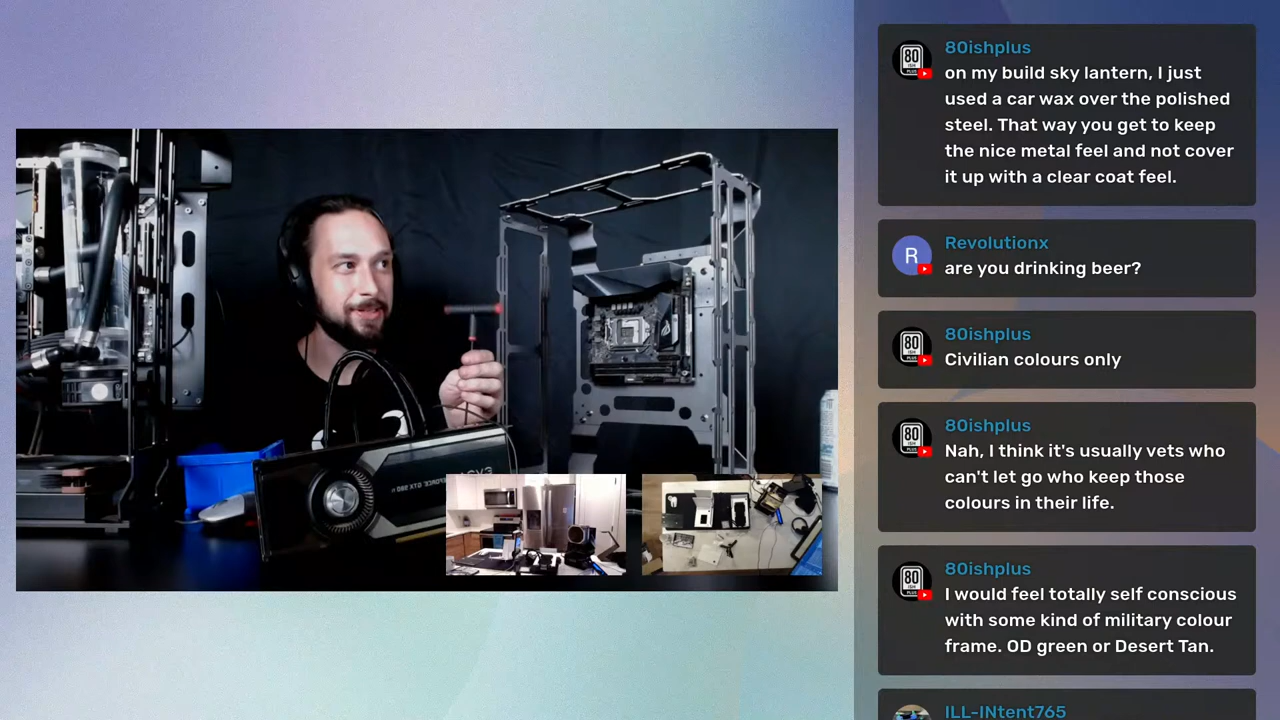 80ishplus
on my build sky lantern, I just
used a car wax over the polished
steel. That way you get to keep
the nice metal feel and not cover
it up with a clear coat feel.
R
Revolutionx
are you drinking beer?
80ishplus
Civilian colours only
80ishplus
Nah, I think it's usually vets who
can't let go who keep those
colours in their life.
80ishplus
I would feel totally self conscious
with some kind of military colour
frame. OD green or Desert Tan.
ILL-INtent765
GEFORCE GTX 980 Ti